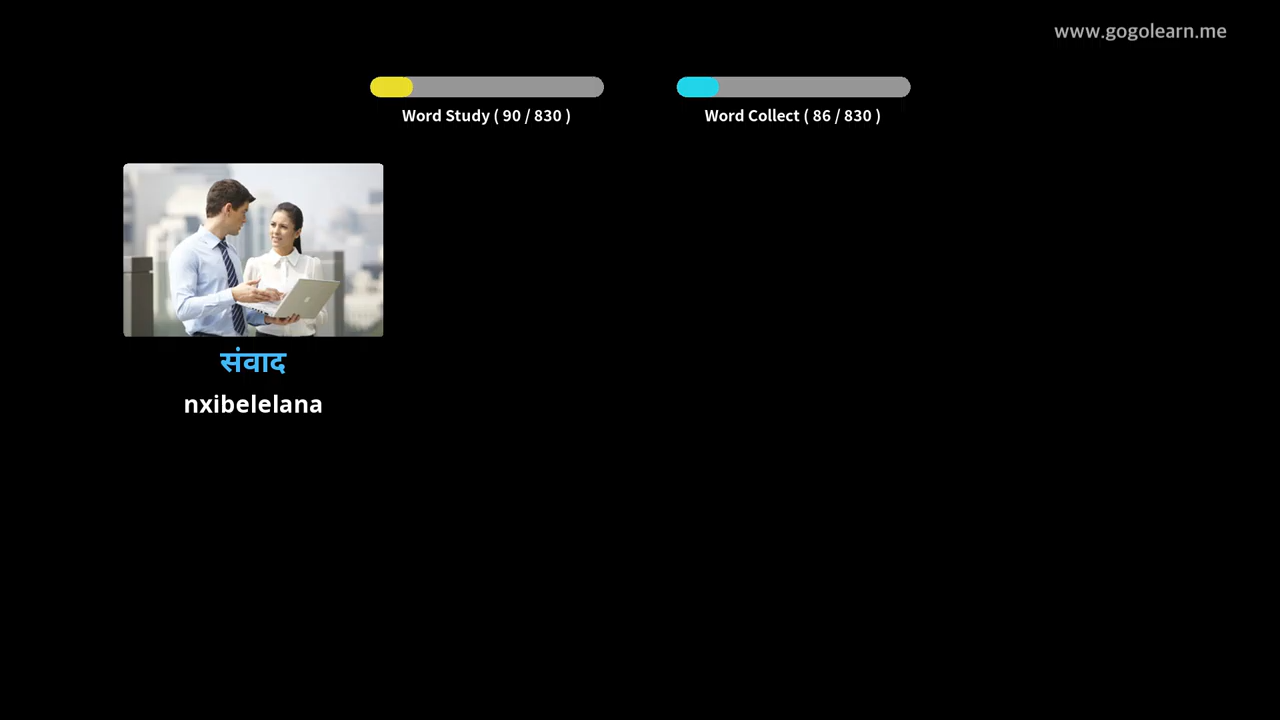 www.gogolearn.me
Word Study ( 90 / 830 )
Word Collect ( 86 / 830 )
संवाद
nxibelelana